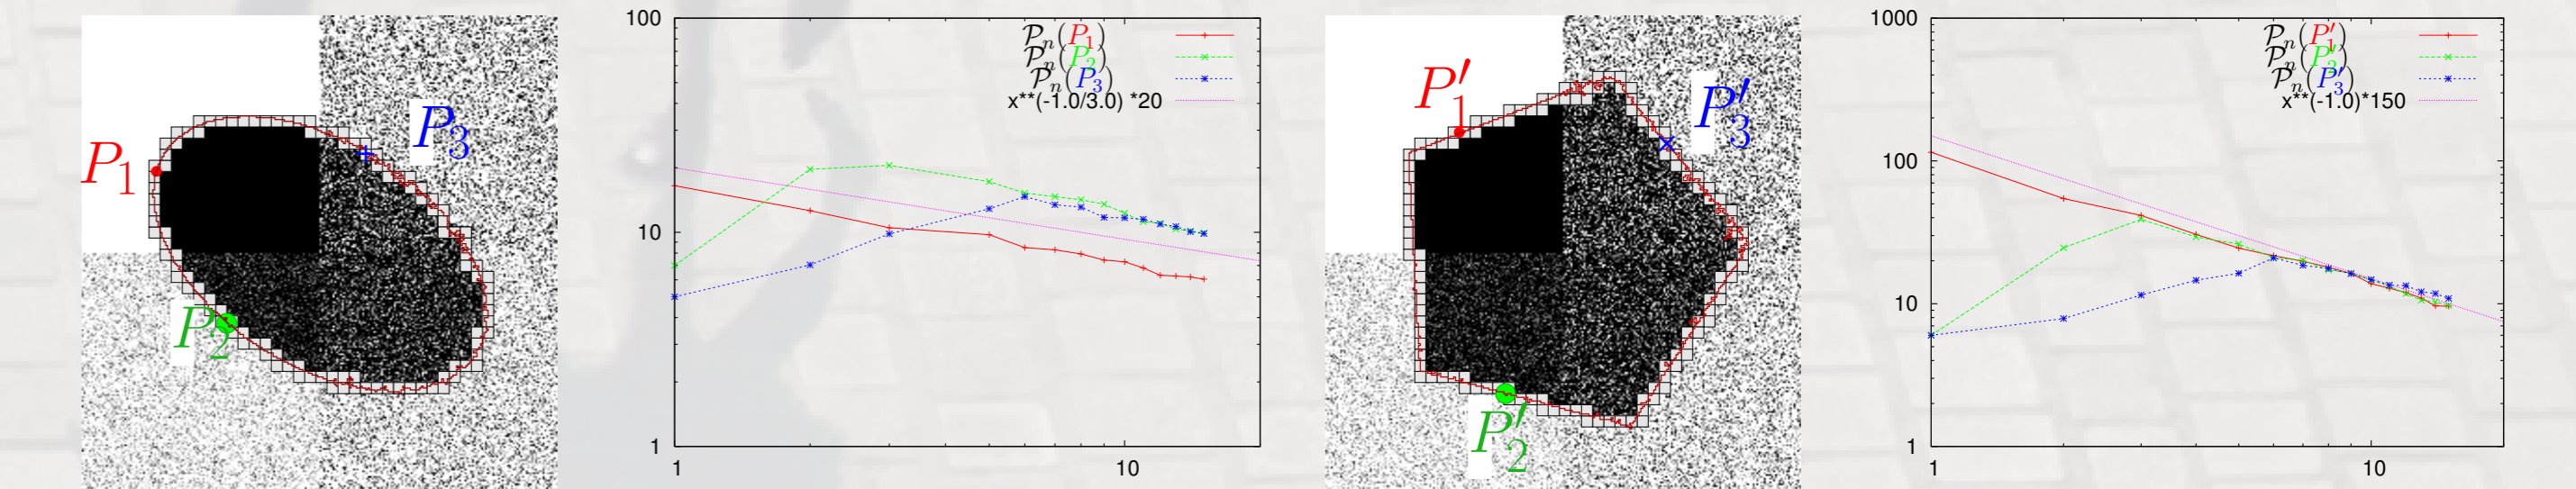 P₁
P₂
P₃
100
10
1
1
10
𝒫ₙ(P₁)
𝒫ₙ(P₂)
𝒫ₙ(P₃)
x**(-1.0/3.0) *20
P′₁
P′₂
P′₃
1000
100
10
1
1
10
𝒫ₙ(P′₁)
𝒫ₙ(P′₂)
𝒫ₙ(P′₃)
x**(-1.0)*150